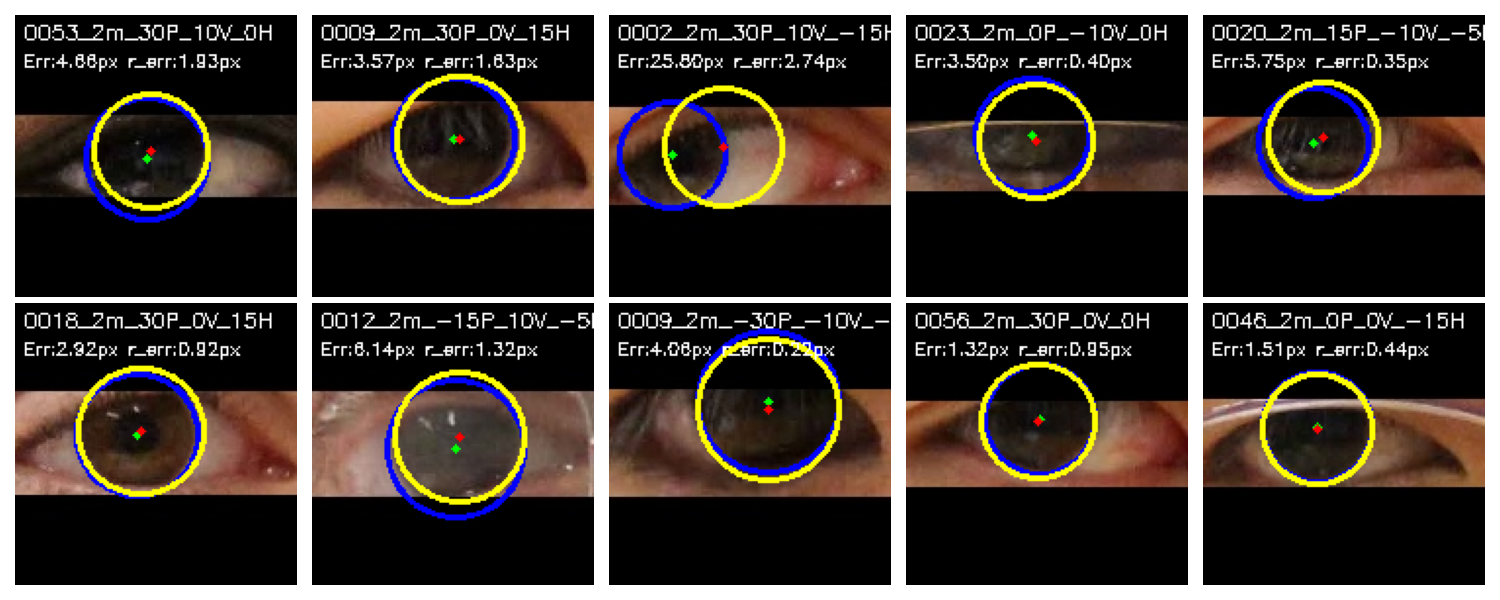 0053_2m_30P_10V_0H
Err:4.66px r_err:1.93px
0009_2m_30P_0V_15H
Err:3.57px r_err:1.63px
0002_2m_30P_10V_-15H
Err:25.80px r_err:2.74px
0023_2m_0P_-10V_0H
Err:3.50px r_err:0.40px
0020_2m_15P_-10V_-5
Err:5.75px r_err:0.35px
0018_2m_30P_0V_15H
Err:2.92px r_err:0.92px
0012_2m_-15P_10V_-5
Err:6.14px r_err:1.32px
0009_2m_-30P_-10V_-
Err:4.06px r_err:0.22px
0056_2m_30P_0V_0H
Err:1.32px r_err:0.95px
0046_2m_0P_0V_-15H
Err:1.51px r_err:0.44px